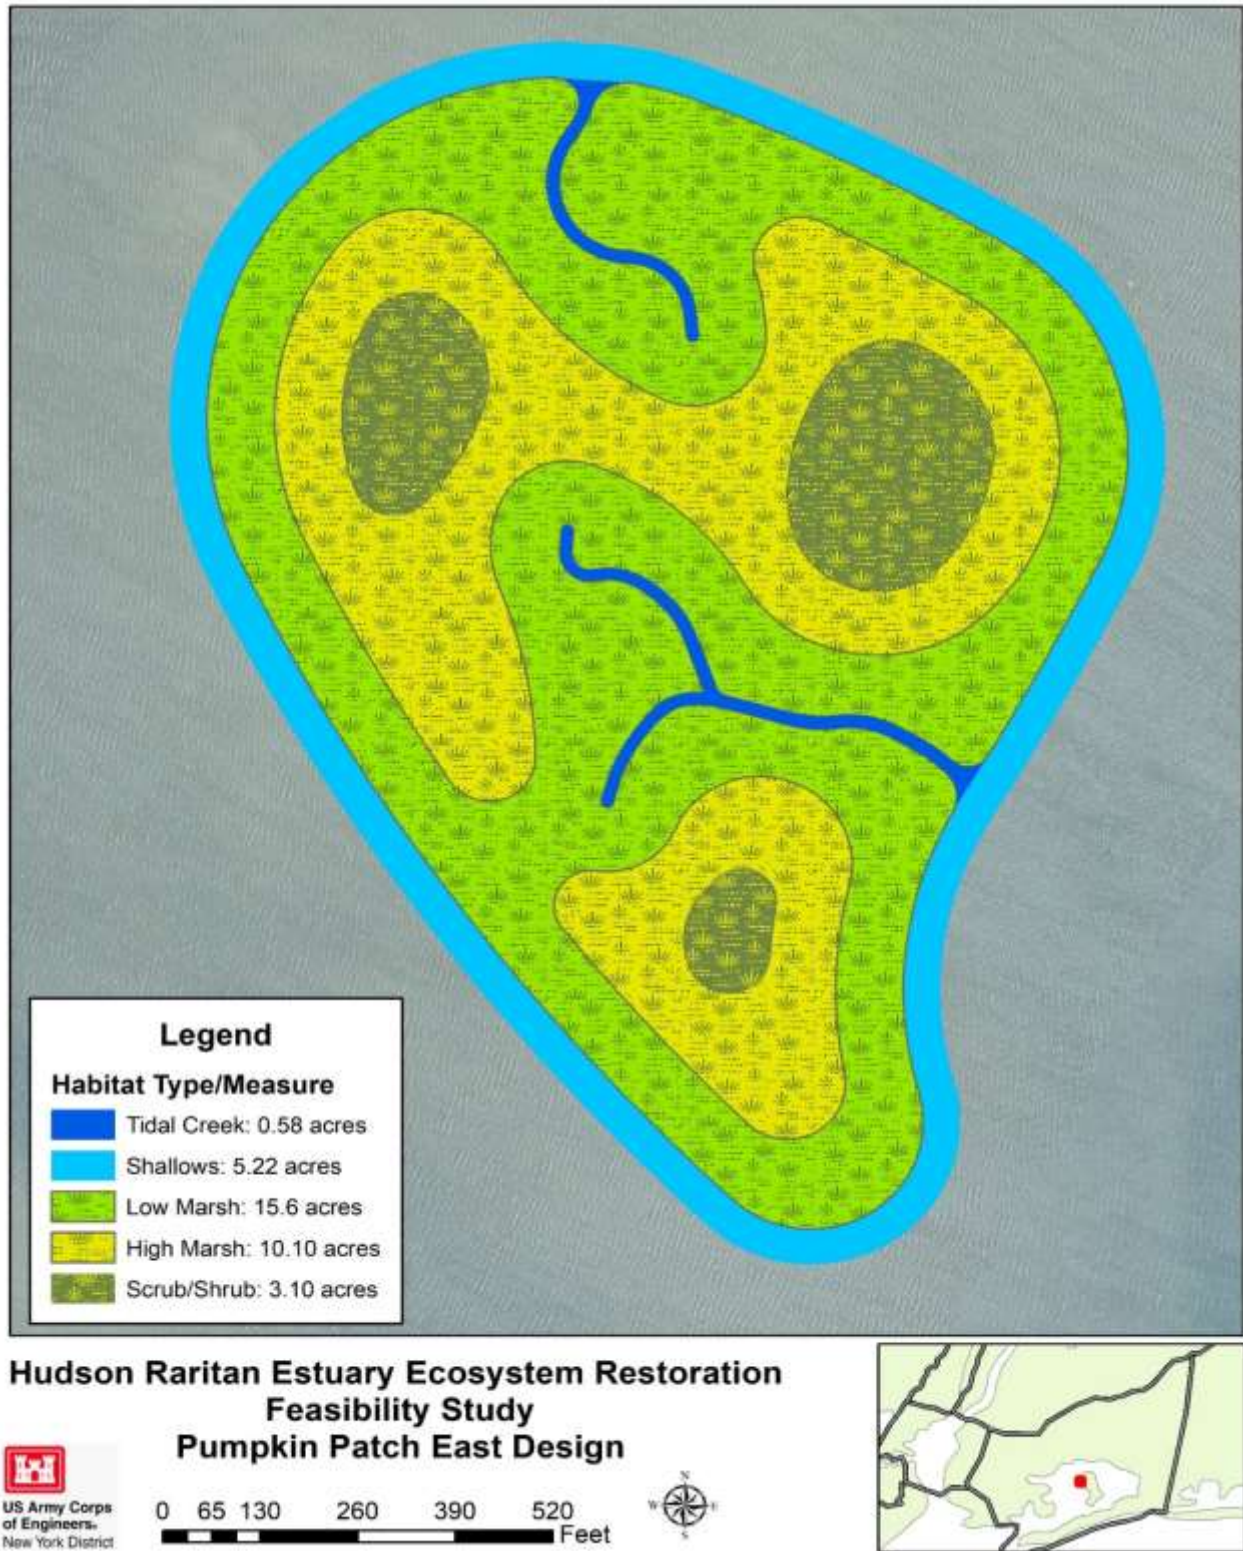 Legend
Habitat Type/Measure
Tidal Creek: 0.58 acres
Shallows: 5.22 acres
Low Marsh: 15.6 acres
High Marsh: 10.10 acres
Scrub/Shrub: 3.10 acres
Hudson Raritan Estuary Ecosystem Restoration
Feasibility Study
Pumpkin Patch East Design
US Army Corps
of Engineers®
New York District
0 65 130 260 390 520
Feet
N
W E
S